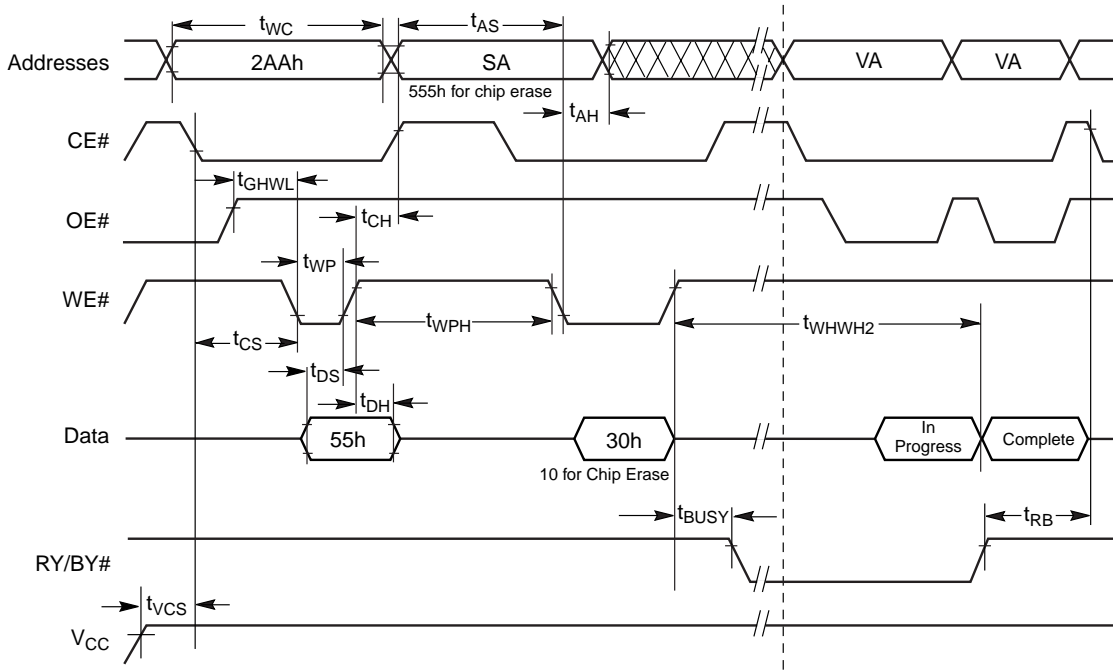 tWC
tAS
Addresses
2AAh
SA
VA
VA
555h for chip erase
tAH
CE#
tGHWL
OE#
tCH
tWP
WE#
tWPH
tWHWH2
tCS
tDS
tDH
Data
55h
30h
In
Progress
Complete
10 for Chip Erase
tBUSY
tRB
RY/BY#
tVCS
VCC